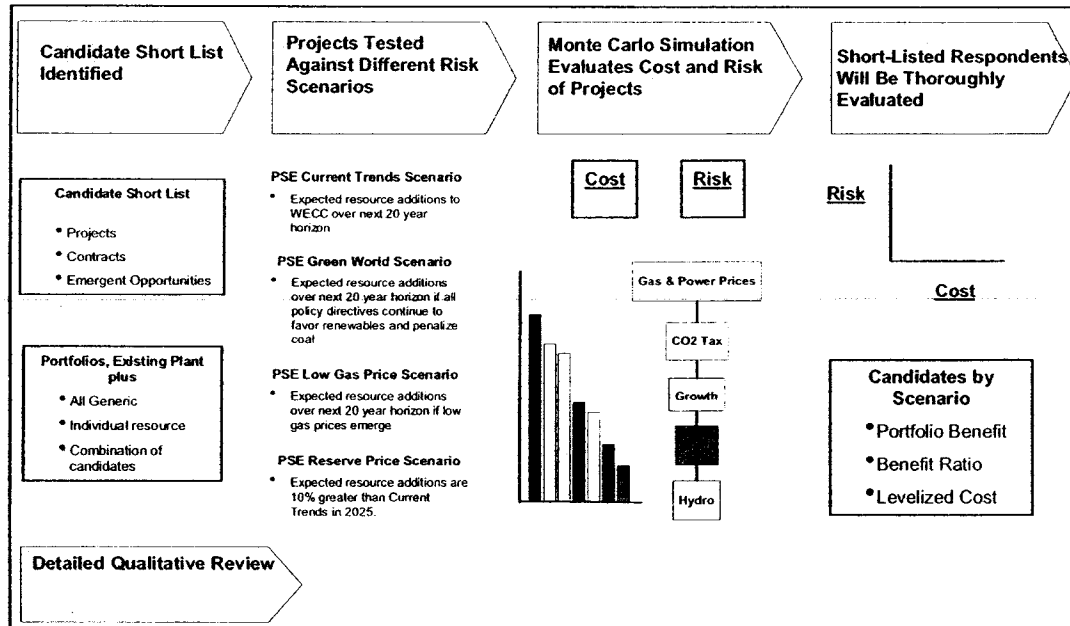 Candidate Short List
Identified
Projects Tested
Against Different Risk
Scenarios
Monte Carlo Simulation
Evaluates Cost and Risk
of Projects
Short-Listed Respondents
Will Be Thoroughly
Evaluated
Candidate Short List
• Projects
• Contracts
• Emergent Opportunities
Portfolios, Existing Plant
plus
• All Generic
• Individual resource
• Combination of
candidates
PSE Current Trends Scenario
• Expected resource additions to
WECC over next 20 year
horizon
PSE Green World Scenario
• Expected resource additions
over next 20 year horizon if all
policy directives continue to
favor renewables and penalize
coal
PSE Low Gas Price Scenario
• Expected resource additions
over next 20 year horizon if low
gas prices emerge
PSE Reserve Price Scenario
• Expected resource additions are
10% greater than Current
Trends in 2025.
Cost
Risk
Gas & Power Prices
CO2 Tax
Growth
Hydro
Risk
Cost
Candidates by
Scenario
• Portfolio Benefit
• Benefit Ratio
• Levelized Cost
Detailed Qualitative Review